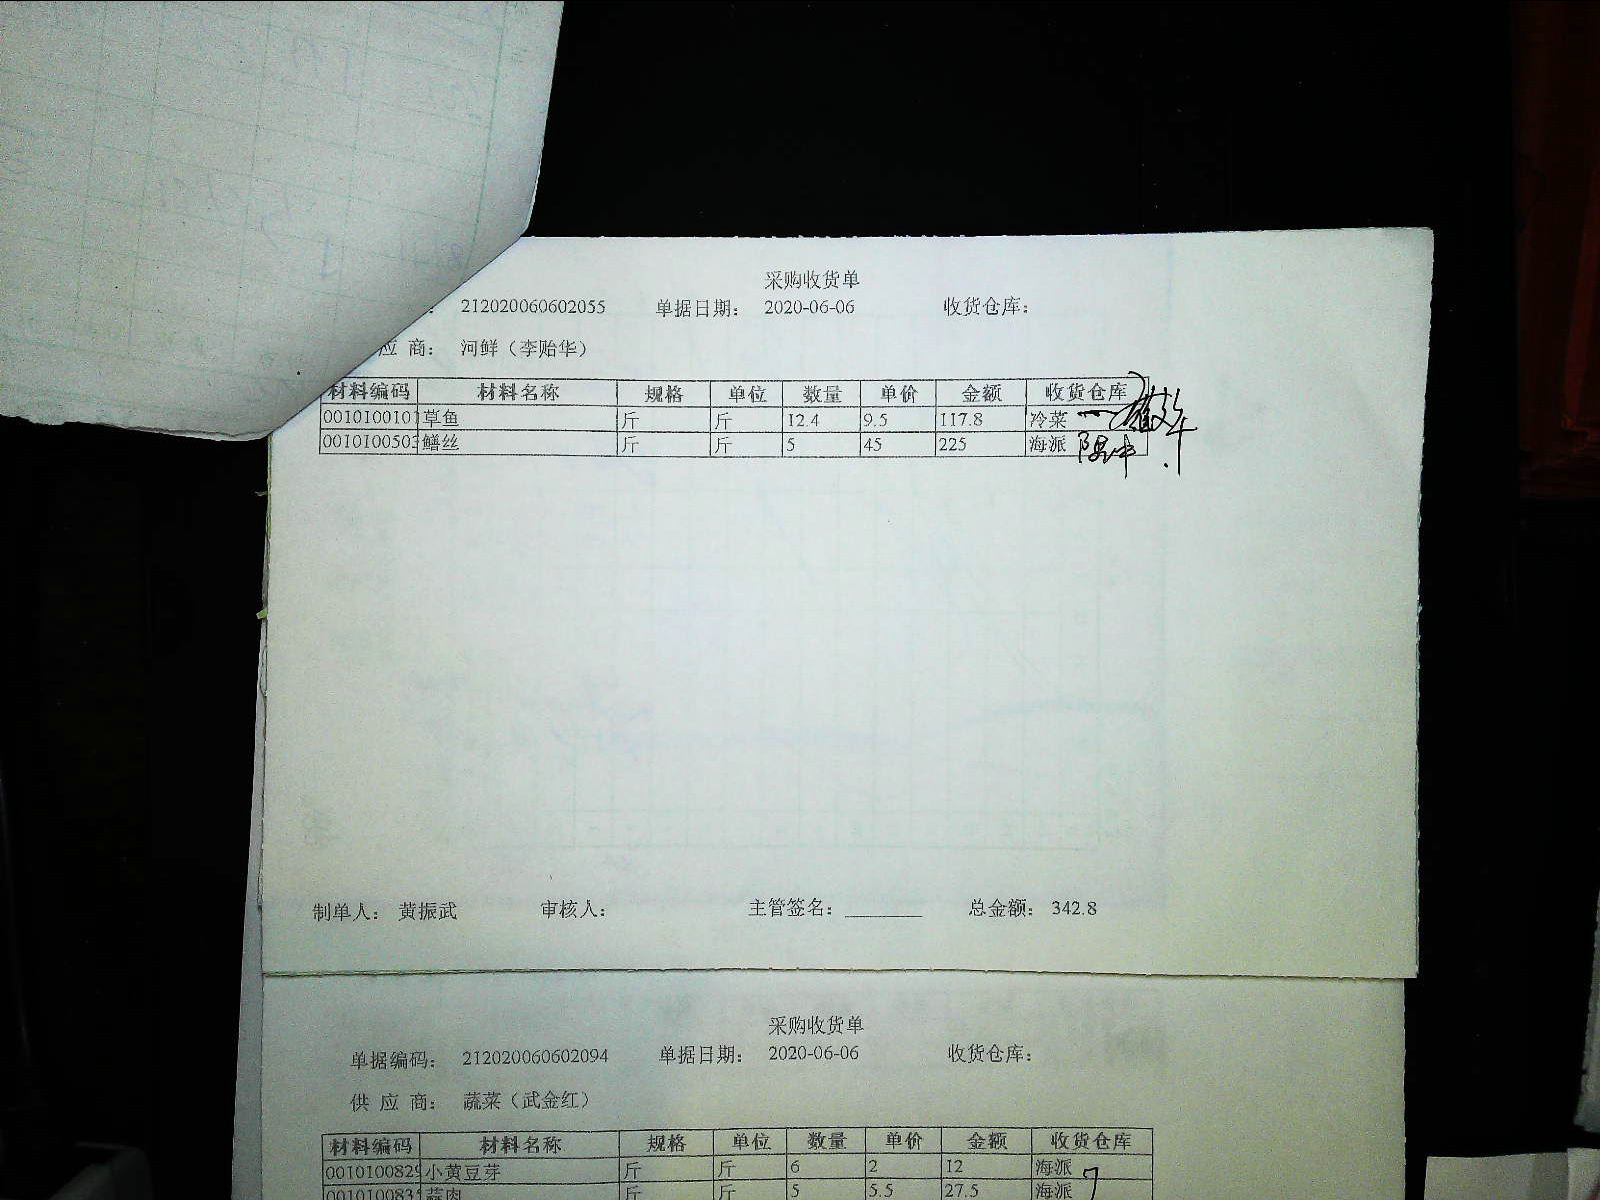 采购收货单
212020060602055 单据日期: 2020-06-06 收货仓库:
应 商: 河鲜（李贻华）
材料编码 材料名称 规格 单位 数量 单价 金额 收货仓库
0010100101 草鱼 斤 斤 12.4 9.5 117.8 冷菜
0010100503 鳝丝 斤 斤 5 45 225 海派
制单人: 黄振武 审核人: 主管签名: ________ 总金额: 342.8
采购收货单
单据编码: 212020060602094 单据日期: 2020-06-06 收货仓库:
供 应 商: 蔬菜（武金红）
材料编码 材料名称 规格 单位 数量 单价 金额 收货仓库
001010082 小黄豆芽 斤 斤 6 2 12 海派
001010083 蒜肉 斤 斤 5 5.5 27.5 海派